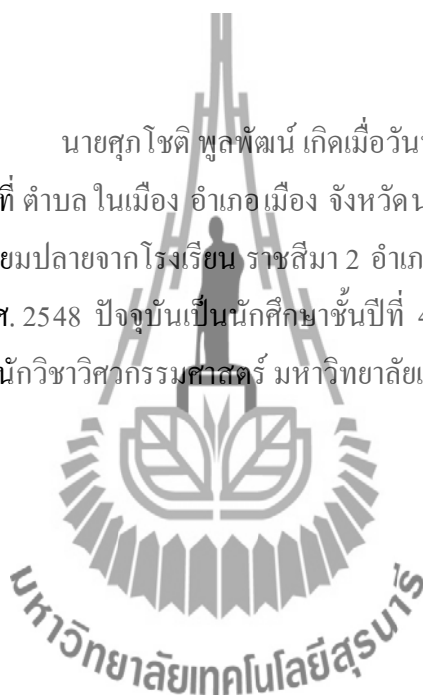 นายศุภโชติ พูลพัฒน์ เกิดเมื่อวัน
ที่ ตำบล ในเมือง อำเภอ เมือง จังหวัดน
ยมปลายจากโรงเรียน ราชสีมา 2 อำเภ
ศ. 2548 ปัจจุบันเป็นนักศึกษาชั้นปีที่ 4
นักวิชาวิศวกรรมศาสตร์ มหาวิทยาลัยเ
มหาวิทยาลัยเทคโนโลยีสุรนารี